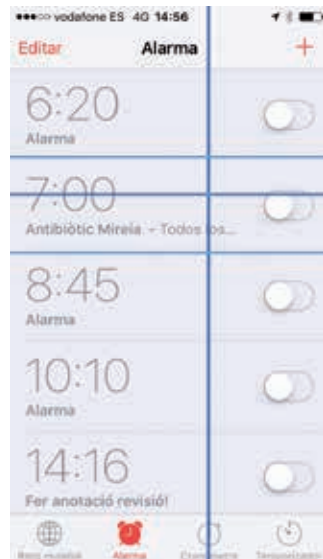 vodafone ES 4G 14:56
Editar Alarma +
6:20
Alarma
7:00
Antibiòtic Mireia – Todos los...
8:45
Alarma
10:10
Alarma
14:16
Fer anotació revisió!
Alarma